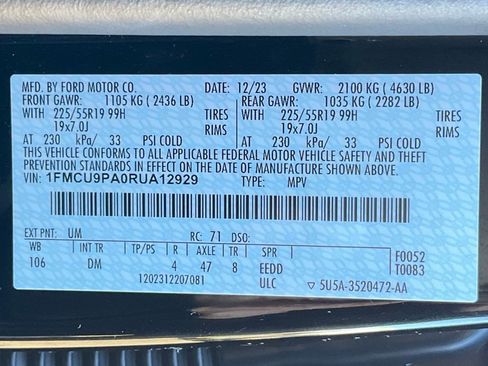 MFD. BY FORD MOTOR CO. 12/23 GVWR: 2100 KG ( 4630 LB)
FRONT GAWR: 1105 KG ( 2436 LB) REAR GAWR: 1035 KG ( 2282 LB)
WITH 225/55R19 99H TIRES WITH 225/55R19 99H TIRES
19x7.0J RIMS 19x7.0J RIMS
AT 230 kPa/ 33 PSI COLD AT 230 kPa/ 33 PSI COLD
THIS VEHICLE CONFORMS TO ALL APPLICABLE FEDERAL MOTOR VEHICLE SAFETY AND THEFT
PREVENTION STANDARDS IN EFFECT ON THE DATE OF MANUFACTURE SHOWN ABOVE.
VIN: 1FMCU9PA0RUA12929 TYPE: MPV
EXT PNT: UM RC: 71 DSO:
WB INT TR TP/PS R AXLE TR SPR F0052
106 DM 4 47 8 EEDD T0083
1202312207081 ULC ▽ 5U5A-3520472-AA